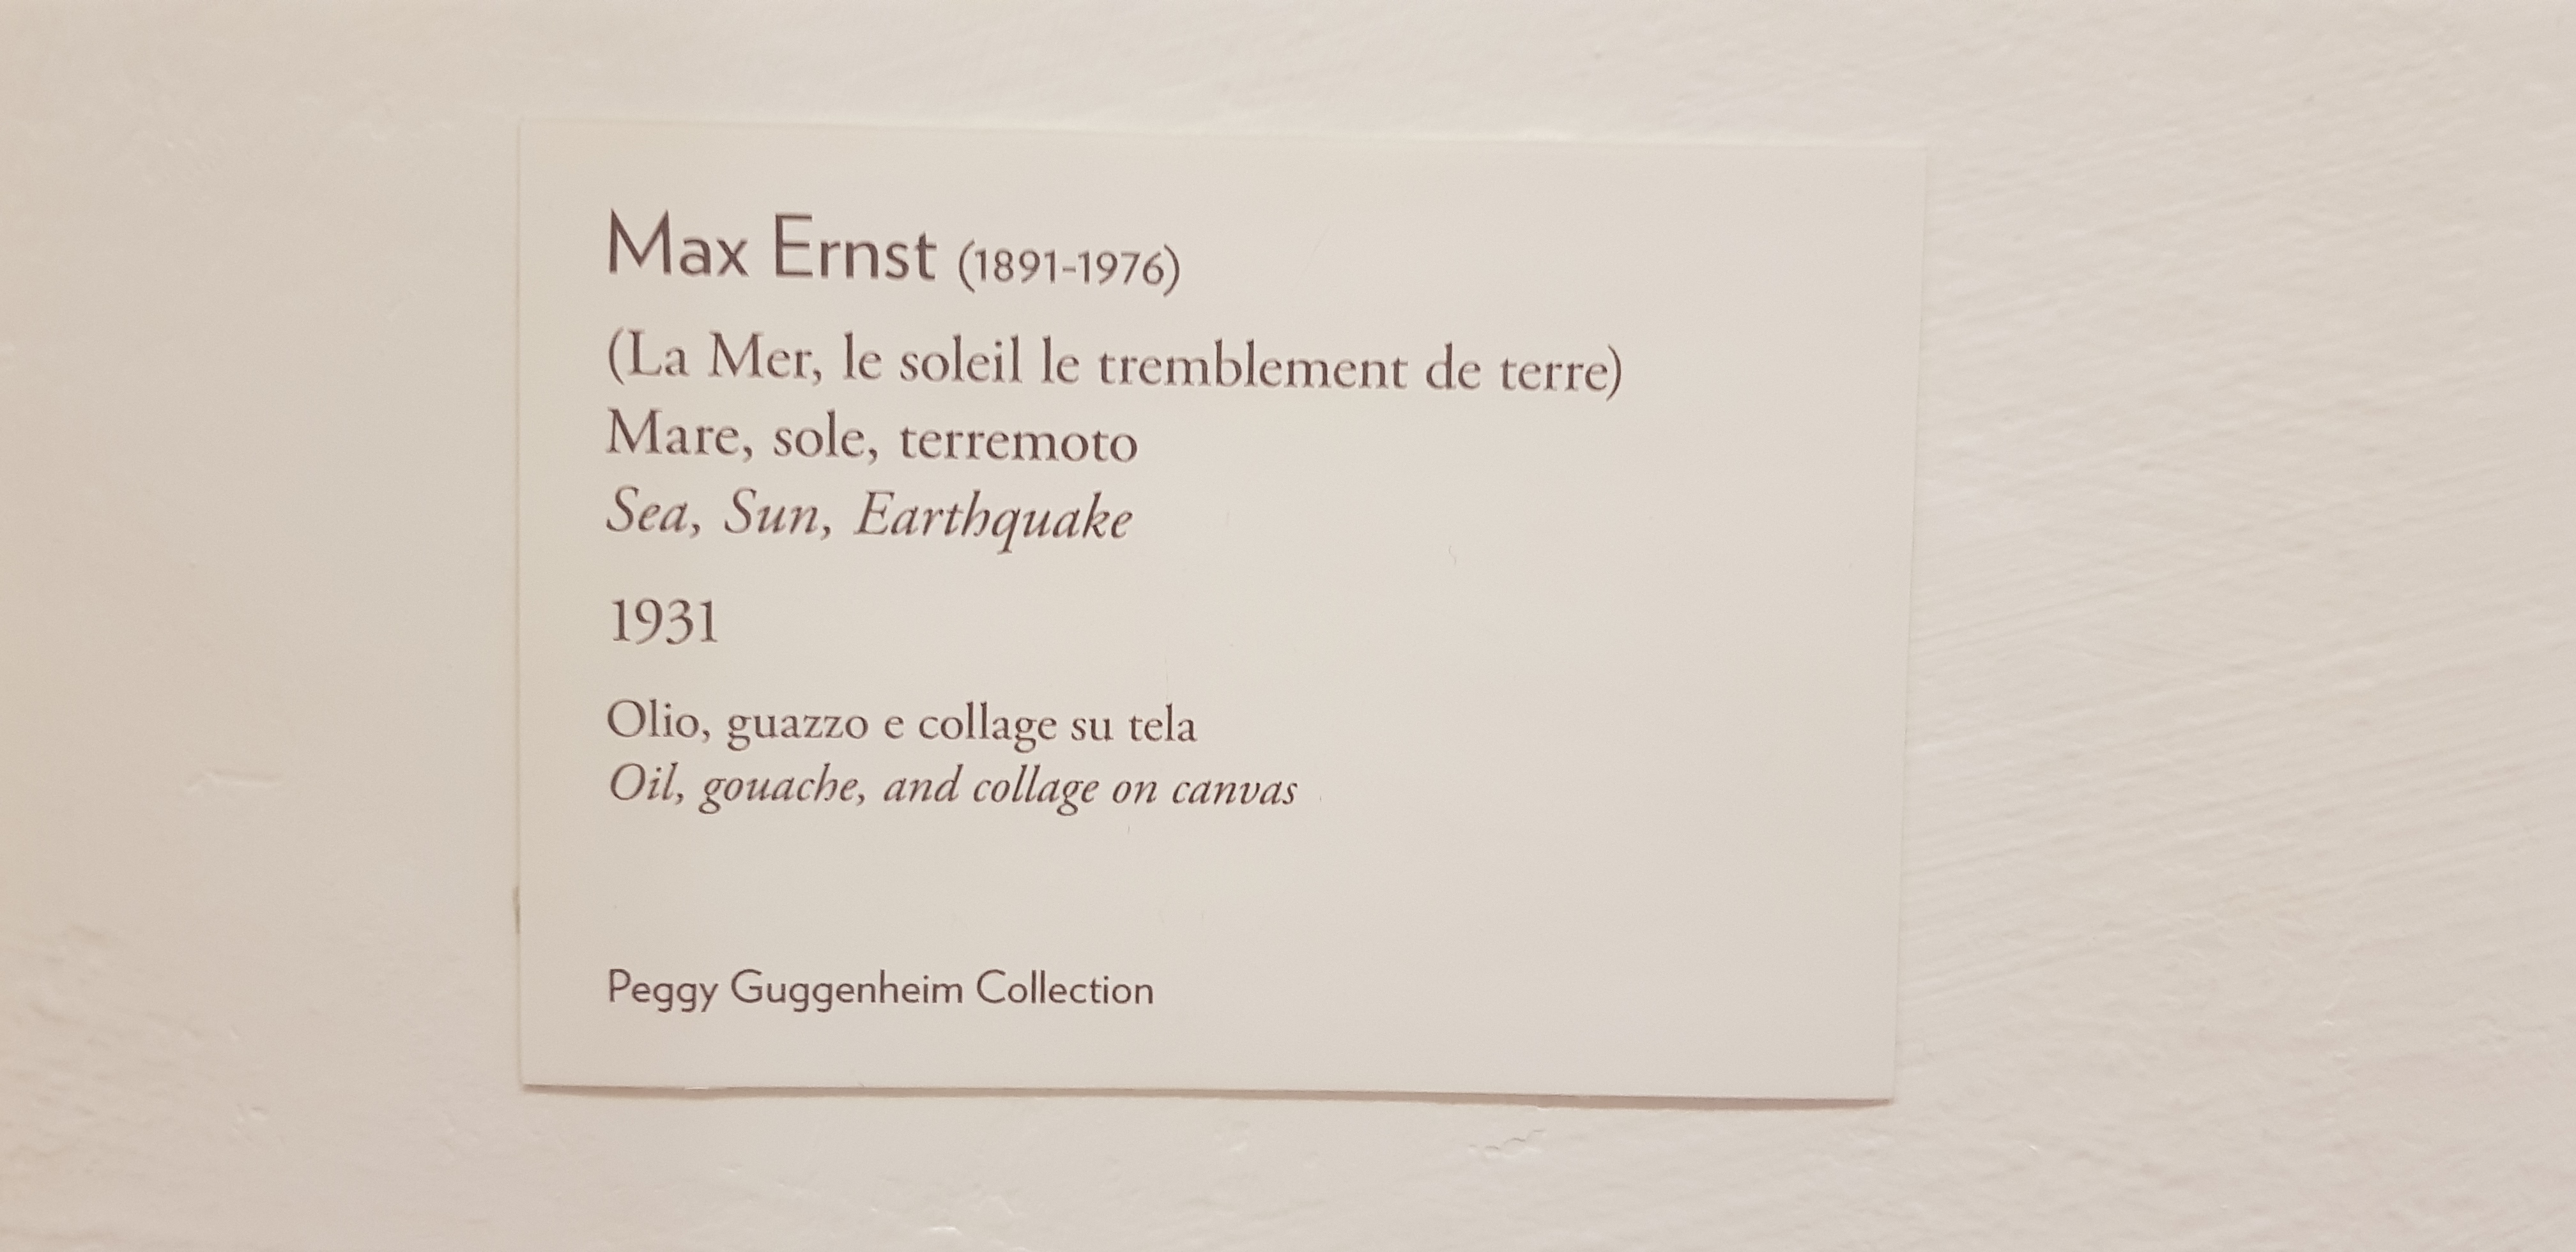 Max Ernst (1891-1976)
(La Mer, le soleil le tremblement de terre)
Mare, sole, terremoto
Sea, Sun, Earthquake
1931
Olio, guazzo e collage su tela
Oil, gouache, and collage on canvas
Peggy Guggenheim Collection